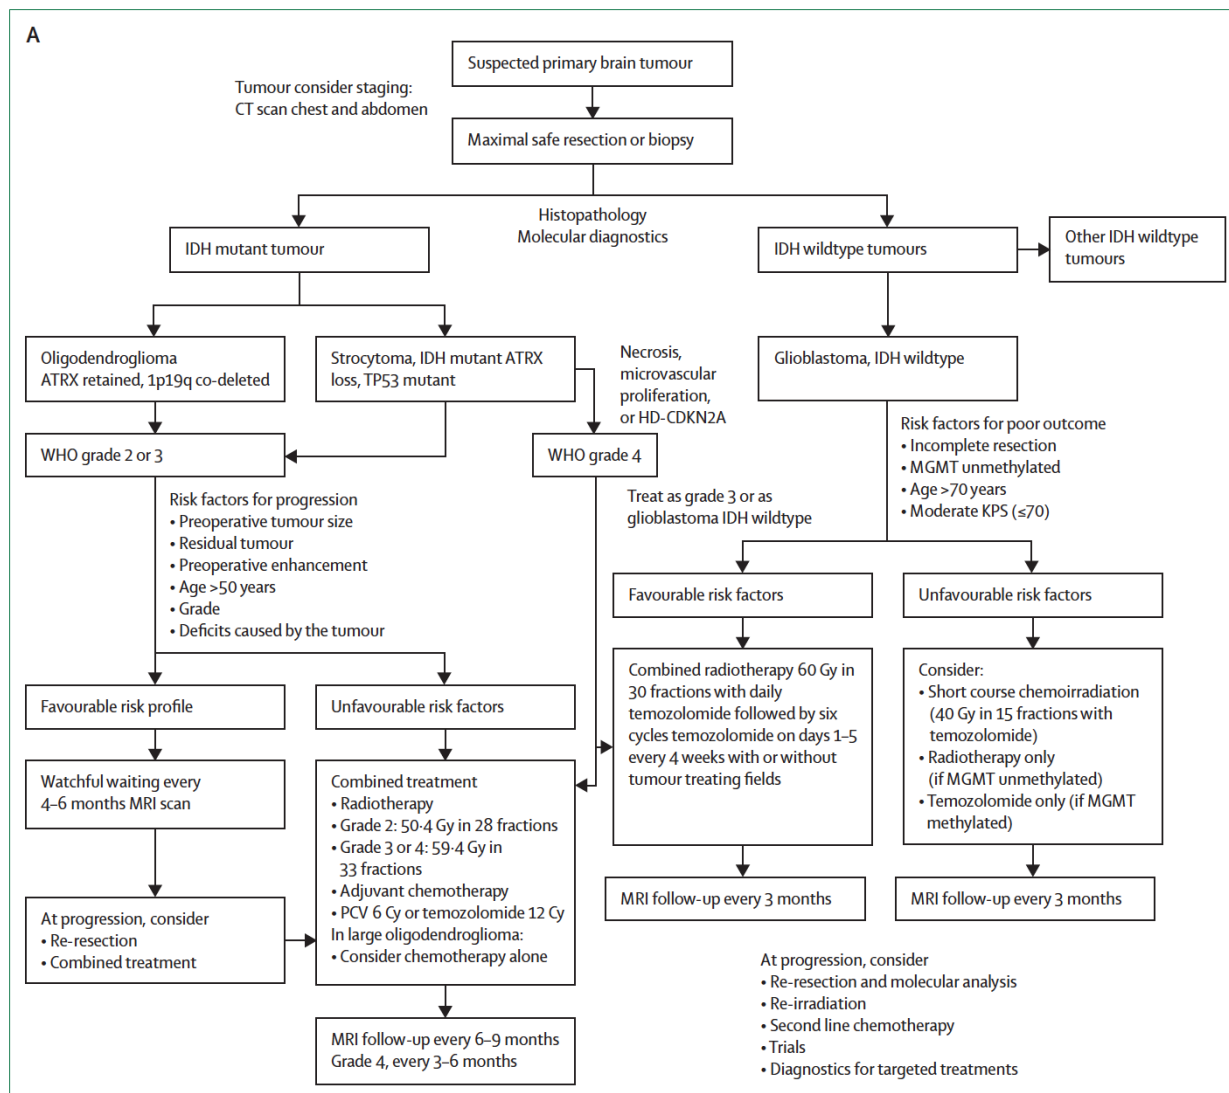 A
Suspected primary brain tumour
Tumour consider staging:
CT scan chest and abdomen
Maximal safe resection or biopsy
Histopathology
Molecular diagnostics
IDH mutant tumour
IDH wildtype tumours
Other IDH wildtype
tumours
Oligodendroglioma
ATRX retained, 1p19q co-deleted
Strocytoma, IDH mutant ATRX
loss, TP53 mutant
Necrosis,
microvascular
proliferation,
or HD-CDKN2A
Glioblastoma, IDH wildtype
WHO grade 2 or 3
WHO grade 4
Risk factors for poor outcome
• Incomplete resection
• MGMT unmethylated
• Age >70 years
• Moderate KPS (≤70)
Risk factors for progression
• Preoperative tumour size
• Residual tumour
• Preoperative enhancement
• Age >50 years
• Grade
• Deficits caused by the tumour
Treat as grade 3 or as
glioblastoma IDH wildtype
Favourable risk factors
Unfavourable risk factors
Favourable risk profile
Unfavourable risk factors
Combined radiotherapy 60 Gy in
30 fractions with daily
temozolomide followed by six
cycles temozolomide on days 1–5
every 4 weeks with or without
tumour treating fields
Consider:
• Short course chemoirradiation
(40 Gy in 15 fractions with
temozolomide)
• Radiotherapy only
(if MGMT unmethylated)
• Temozolomide only (if MGMT
methylated)
Watchful waiting every
4–6 months MRI scan
Combined treatment
• Radiotherapy
• Grade 2: 50·4 Gy in 28 fractions
• Grade 3 or 4: 59·4 Gy in
33 fractions
• Adjuvant chemotherapy
• PCV 6 Cy or temozolomide 12 Cy
In large oligodendroglioma:
• Consider chemotherapy alone
MRI follow-up every 3 months
MRI follow-up every 3 months
At progression, consider
• Re-resection
• Combined treatment
At progression, consider
• Re-resection and molecular analysis
• Re-irradiation
• Second line chemotherapy
• Trials
• Diagnostics for targeted treatments
MRI follow-up every 6–9 months
Grade 4, every 3–6 months